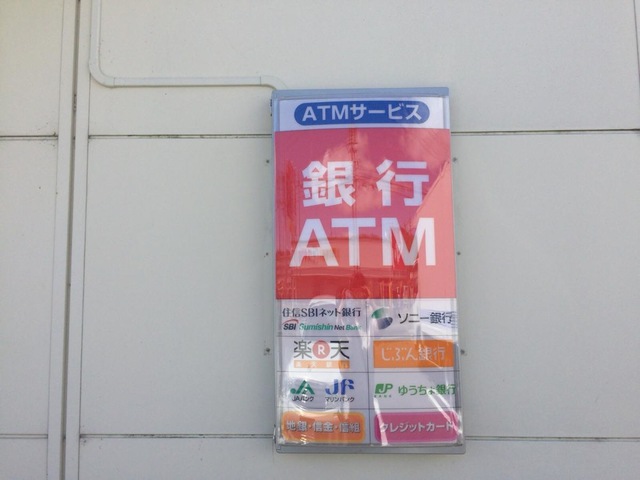 ATMサービス
銀行
ATM
住信SBIネット銀行
SBI Sumishin Net Bank
ソニー銀行
楽R天
じぶん銀行
JAバンク
JF マリンバンク
JP ゆうちょ銀行
地銀・信金・信組
クレジットカード